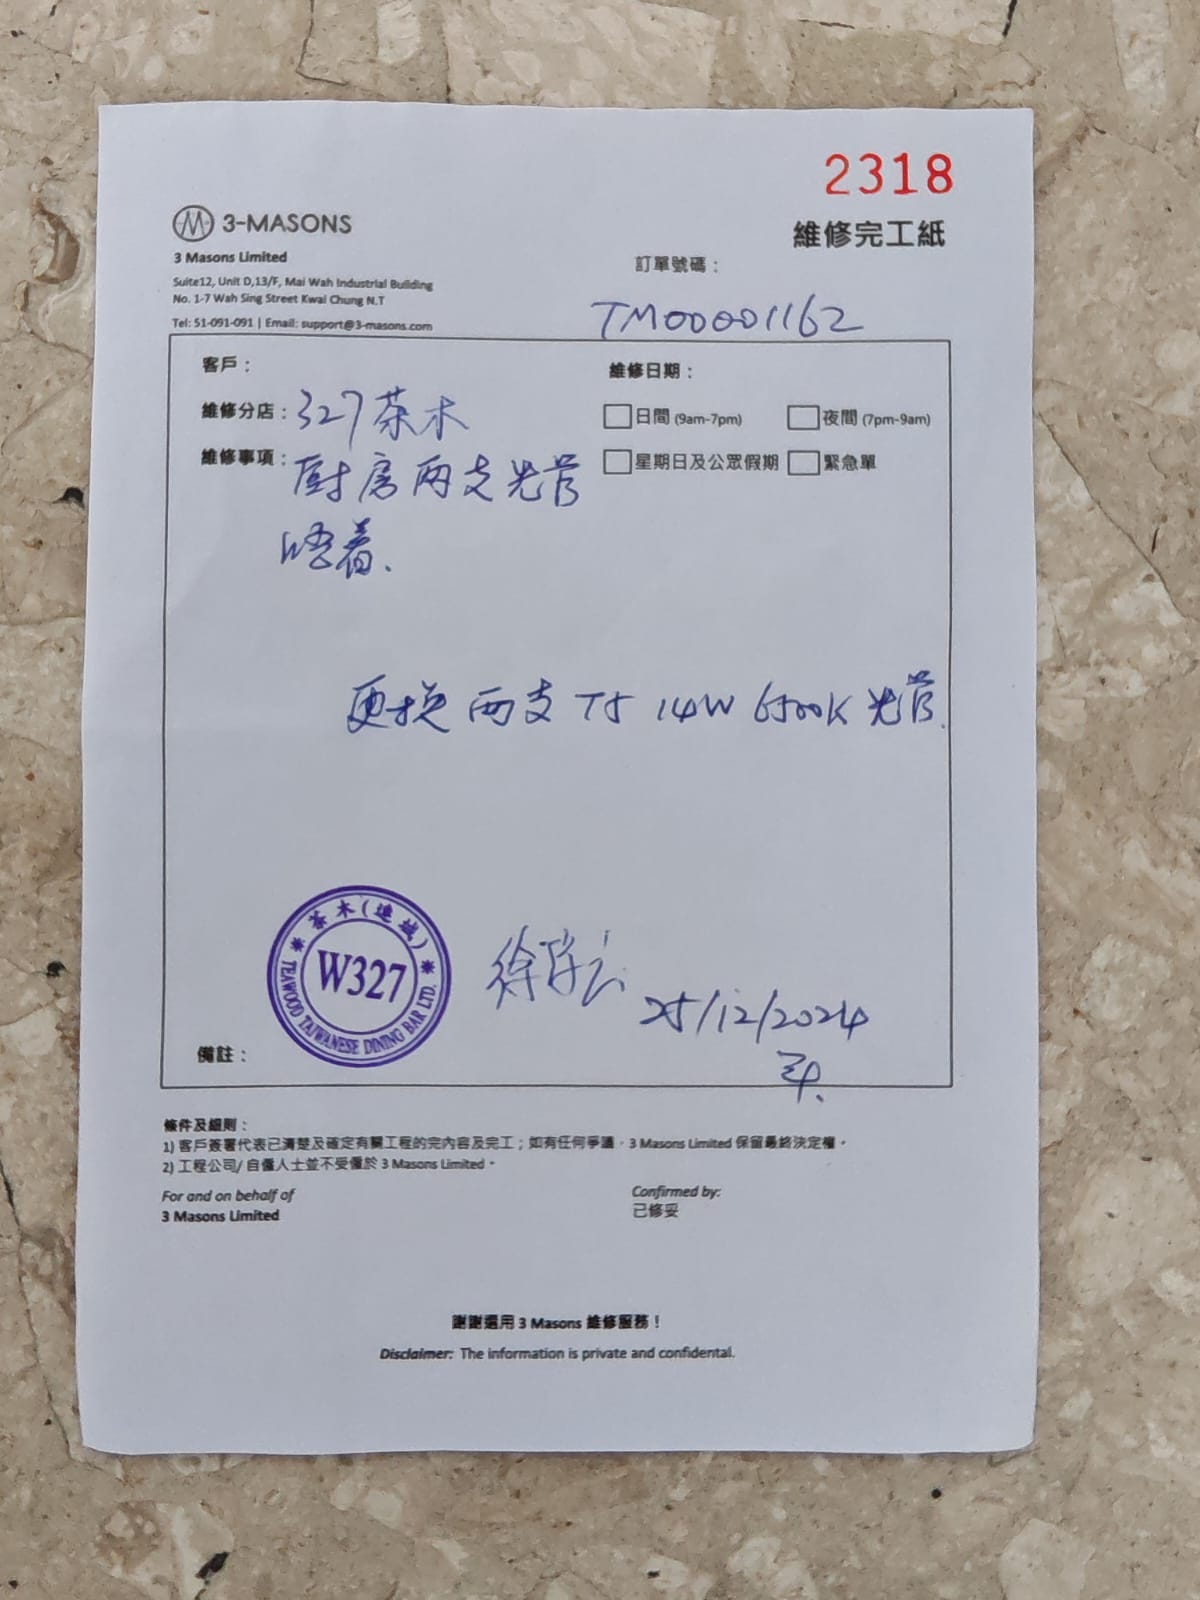 2318
3-MASONS
維修完工紙
3 Masons Limited
訂單號碼：
Suite12, Unit D,13/F, Mai Wah Industrial Building
No. 1-7 Wah Sing Street Kwai Chung N.T
TM00001162
Tel: 51-091-091 | Email: support@3-masons.com
客戶：
維修日期：
維修分店：327茶木
日間 (9am-7pm) 夜間 (7pm-9am)
維修事項：廚房兩支光管
星期日及公眾假期 緊急單
唔着.
更換 兩支 T5 14W 6500K 光管.
茶木(連城)
W327
TEAWOOD TAIWANESE DINING BAR LTD.
徐
25/12/2024
備註：
條件及細則：
1) 客戶簽署代表已清楚及確定有關工程的完內容及完工；如有任何爭議，3 Masons Limited 保留最終決定權。
2) 工程公司/ 自僱人士並不受僱於 3 Masons Limited。
For and on behalf of
3 Masons Limited
Confirmed by:
已修妥
謝謝選用 3 Masons 維修服務！
Disclaimer: The information is private and confidental.